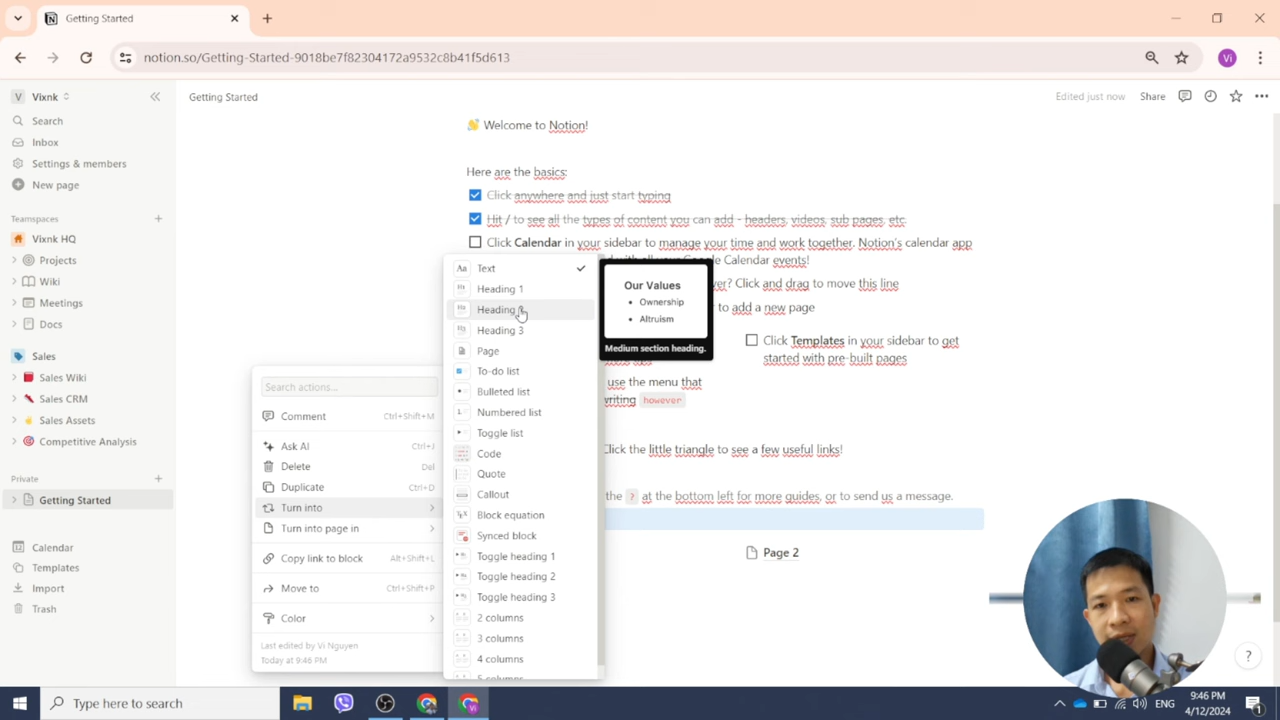 Getting Started
notion.so/Getting-Started-9018be7f82304172a9532c8b41f5d613
Vi
V Vixnk
Getting Started
Edited just now
Share
Search
Inbox
Settings & members
New page
Teamspaces
Vixnk HQ
Projects
Wiki
Meetings
Docs
Sales
Sales Wiki
Sales CRM
Sales Assets
Competitive Analysis
Private
Getting Started
Calendar
Templates
Import
Trash
👋 Welcome to Notion!
Here are the basics:
Click anywhere and just start typing
Hit / to see all the types of content you can add - headers, videos, sub pages, etc.
Click Calendar in your sidebar to manage your time and work together. Notion's calendar app
Google Calendar events!
? Click and drag to move this line
to add a new page
Click Templates in your sidebar to get
started with pre-built pages
use the menu that
writing however
Click the little triangle to see a few useful links!
the ? at the bottom left for more guides, or to send us a message.
Page 2
Search actions...
Comment Ctrl+Shift+M
Ask AI Ctrl+J
Delete Del
Duplicate Ctrl+D
Turn into
Turn into page in
Copy link to block Alt+Shift+L
Move to Ctrl+Shift+P
Color
Last edited by Vi Nguyen
Today at 9:46 PM
Text
Heading 1
Heading
Heading 3
Page
To-do list
Bulleted list
Numbered list
Toggle list
Code
Quote
Callout
Block equation
Synced block
Toggle heading 1
Toggle heading 2
Toggle heading 3
2 columns
3 columns
4 columns
5 columns
Our Values
• Ownership
• Altruism
Medium section heading.
?
Type here to search
ENG
9:46 PM
4/12/2024